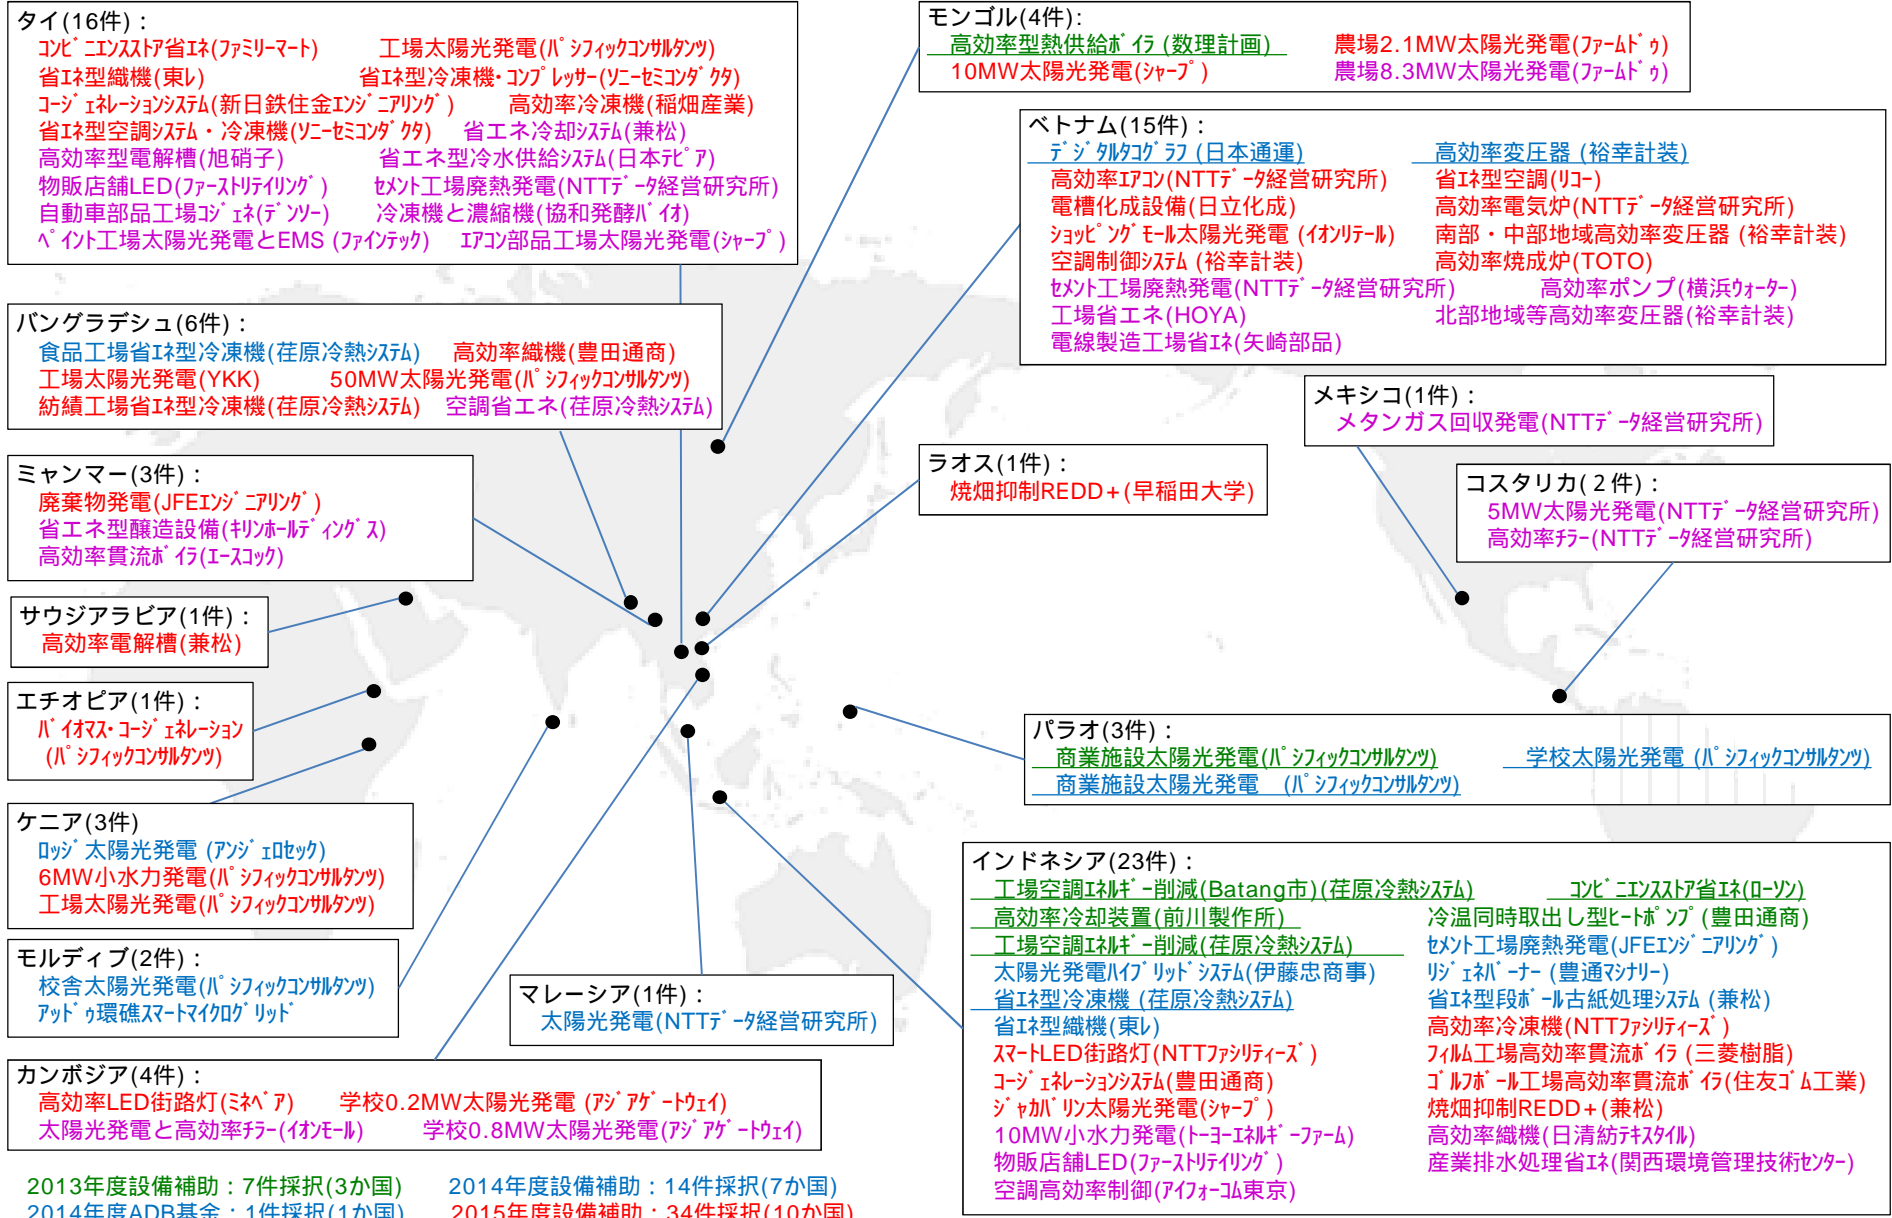 タイ(16件)：
コンビニエンスストア省エネ(ファミリーマート)　工場太陽光発電(パシフィックコンサルタンツ)
省エネ型織機(東レ)　省エネ型冷凍機・コンプレッサー(ソニーセミコンダクタ)
コージェネレーションシステム(新日鉄住金エンジニアリング)　高効率冷凍機(稲畑産業)
省エネ型空調システム・冷凍機(ソニーセミコンダクタ)　省エネ冷却システム(兼松)
高効率型電解槽(旭硝子)　省エネ型冷水供給システム(日本テピア)
物販店舗LED(ファーストリテイリング)　セメント工場廃熱発電(NTTデータ経営研究所)
自動車部品工場コジェネ(デンソー)　冷凍機と濃縮機(協和発酵バイオ)
ペイント工場太陽光発電とEMS (ファインテック)　エアコン部品工場太陽光発電(シャープ)
モンゴル(4件):
高効率型熱供給ボイラ (数理計画)　農場2.1MW太陽光発電(ファームドゥ)
10MW太陽光発電(シャープ)　農場8.3MW太陽光発電(ファームドゥ)
ベトナム(15件)：
デジタルタコグラフ (日本通運)　高効率変圧器 (裕幸計装)
高効率エアコン(NTTデータ経営研究所)　省エネ型空調(リコー)
電槽化成設備(日立化成)　高効率電気炉(NTTデータ経営研究所)
ショッピングモール太陽光発電 (イオンリテール)　南部・中部地域高効率変圧器 (裕幸計装)
空調制御システム (裕幸計装)　高効率焼成炉(TOTO)
セメント工場廃熱発電(NTTデータ経営研究所)　高効率ポンプ(横浜ウォーター)
工場省エネ(HOYA)　北部地域等高効率変圧器(裕幸計装)
電線製造工場省エネ(矢崎部品)
バングラデシュ(6件)：
食品工場省エネ型冷凍機(荏原冷熱システム)　高効率織機(豊田通商)
工場太陽光発電(YKK)　50MW太陽光発電(パシフィックコンサルタンツ)
紡績工場省エネ型冷凍機(荏原冷熱システム)　空調省エネ(荏原冷熱システム)
メキシコ(1件)：
メタンガス回収発電(NTTデータ経営研究所)
ミャンマー(3件)：
廃棄物発電(JFEエンジニアリング)
省エネ型醸造設備(キリンホールディングス)
高効率貫流ボイラ(エースコック)
ラオス(1件)：
焼畑抑制REDD+(早稲田大学)
コスタリカ(２件)：
5MW太陽光発電(NTTデータ経営研究所)
高効率チラー(NTTデータ経営研究所)
サウジアラビア(1件)：
高効率電解槽(兼松)
エチオピア(1件)：
バイオマス・コージェネレーション
(パシフィックコンサルタンツ)
パラオ(3件)：
商業施設太陽光発電(パシフィックコンサルタンツ)　学校太陽光発電 (パシフィックコンサルタンツ)
商業施設太陽光発電　(パシフィックコンサルタンツ)
ケニア(3件)
ロッジ太陽光発電 (アンジェロセック)
6MW小水力発電(パシフィックコンサルタンツ)
工場太陽光発電(パシフィックコンサルタンツ)
モルディブ(2件)：
校舎太陽光発電(パシフィックコンサルタンツ)
アッドゥ環礁スマートマイクログリッド
マレーシア(1件)：
太陽光発電(NTTデータ経営研究所)
インドネシア(23件)：
工場空調エネルギー削減(Batang市)(荏原冷熱システム)　コンビニエンスストア省エネ(ローソン)
高効率冷却装置(前川製作所)　冷温同時取出し型ヒートポンプ(豊田通商)
工場空調エネルギー削減(荏原冷熱システム)　セメント工場廃熱発電(JFEエンジニアリング)
太陽光発電ハイブリッドシステム(伊藤忠商事)　リジェネバーナー (豊通マシナリー)
省エネ型冷凍機 (荏原冷熱システム)　省エネ型段ボール古紙処理システム (兼松)
省エネ型織機(東レ)　高効率冷凍機(NTTファシリティーズ)
スマートLED街路灯(NTTファシリティーズ)　フィルム工場高効率貫流ボイラ (三菱樹脂)
コージェネレーションシステム(豊田通商)　ゴルフボール工場高効率貫流ボイラ(住友ゴム工業)
ジャカバリン太陽光発電(シャープ)　焼畑抑制REDD+(兼松)
10MW小水力発電(トーヨーエネルギーファーム)　高効率織機(日清紡テキスタイル)
物販店舗LED(ファーストリテイリング)　産業排水処理省エネ(関西環境管理技術センター)
空調高効率制御(アイフォーコム東京)
カンボジア(4件)：
高効率LED街路灯(ミネベア)　学校0.2MW太陽光発電 (アジアゲートウェイ)
太陽光発電と高効率チラー(イオンモール)　学校0.8MW太陽光発電(アジアゲートウェイ)
2013年度設備補助：7件採択(3か国)　2014年度設備補助：14件採択(7か国)
2014年度ADB基金：1件採択(1か国)　2015年度設備補助：34件採択(10か国)